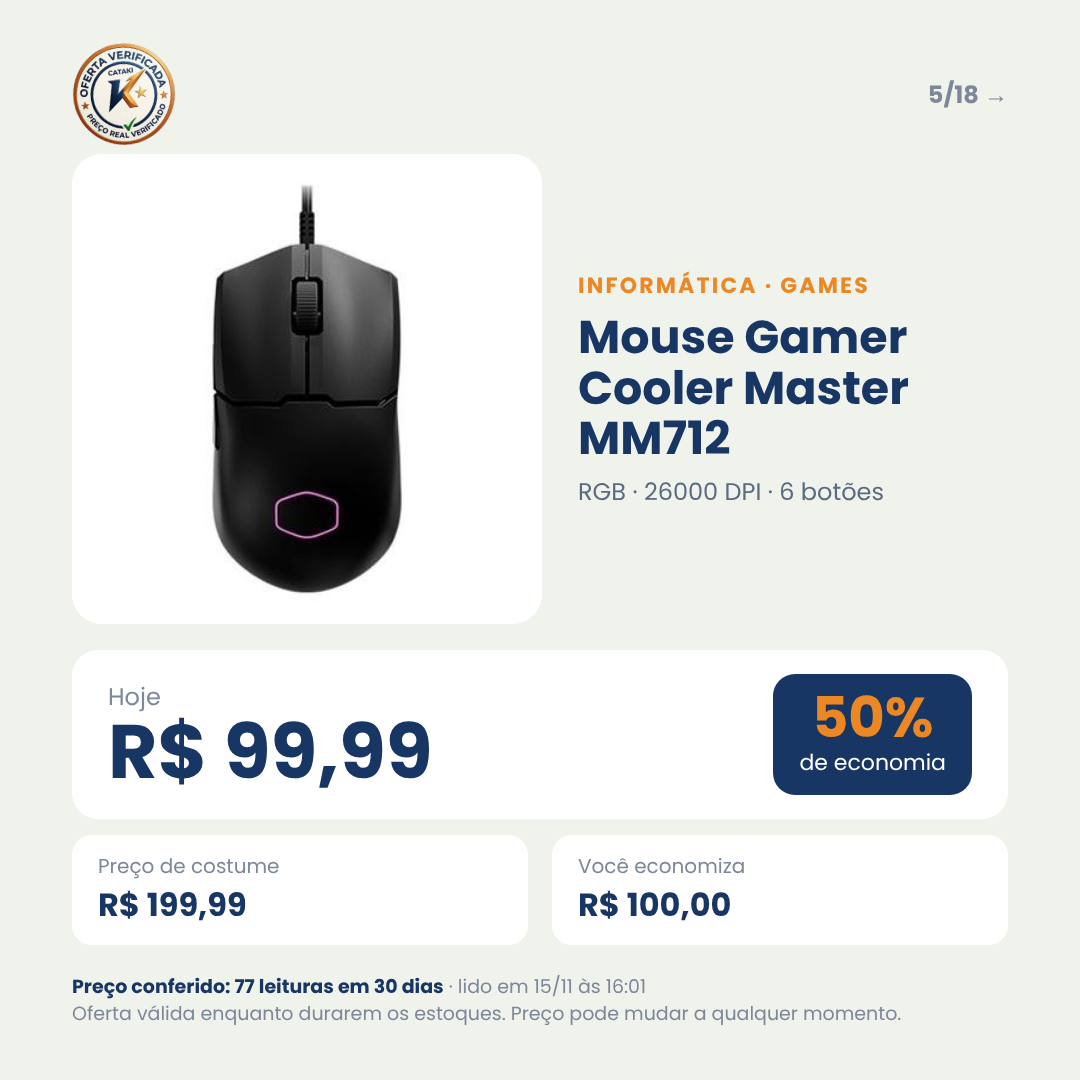 OFERTA VERIFICADA
CATAKI
K
PREÇO REAL VERIFICADO
5/18 →
INFORMÁTICA · GAMES
Mouse Gamer
Cooler Master
MM712
RGB · 26000 DPI · 6 botões
Hoje
R$ 99,99
50%
de economia
Preço de costume
R$ 199,99
Você economiza
R$ 100,00
Preço conferido: 77 leituras em 30 dias · lido em 15/11 às 16:01
Oferta válida enquanto durarem os estoques. Preço pode mudar a qualquer momento.